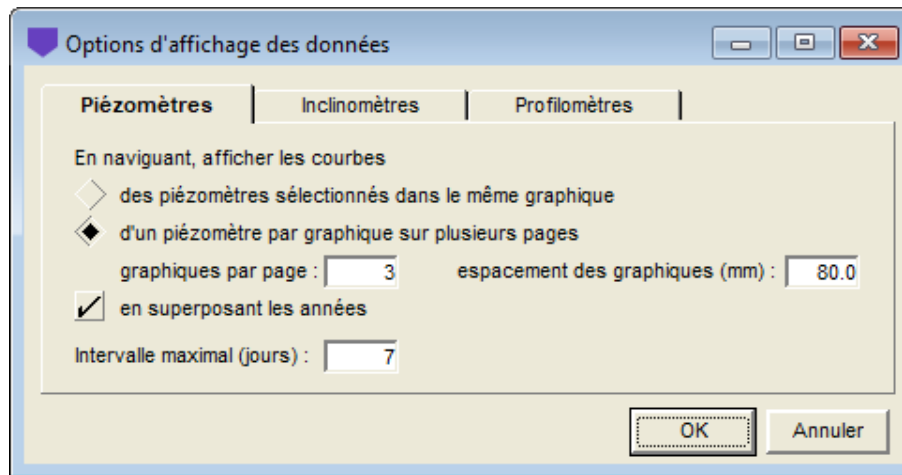 Options d'affichage des données
Piézomètres Inclinomètres Profilomètres
En naviguant, afficher les courbes
des piézomètres sélectionnés dans le même graphique
d'un piézomètre par graphique sur plusieurs pages
graphiques par page : 3 espacement des graphiques (mm) : 80.0
en superposant les années
Intervalle maximal (jours) : 7
OK Annuler